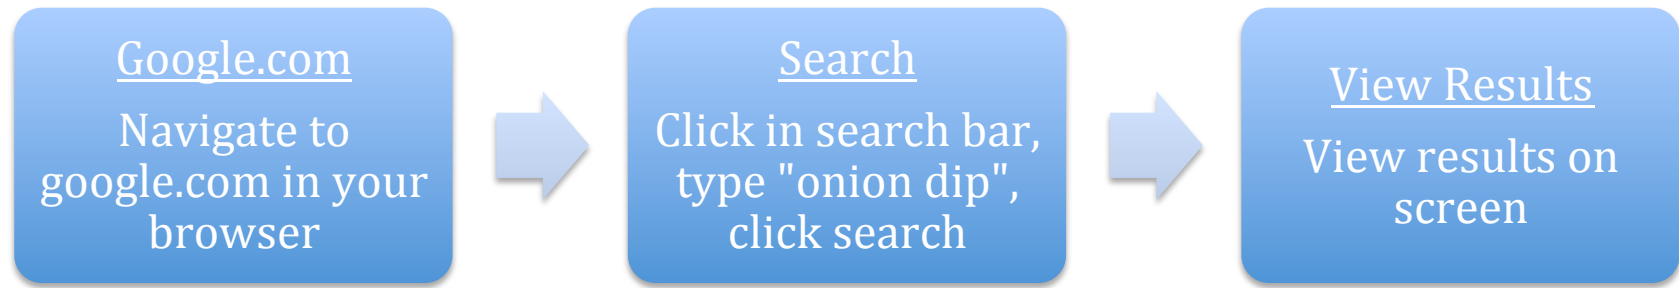 Google.com
Navigate to
google.com in your
browser
Search
Click in search bar,
type "onion dip",
click search
View Results
View results on
screen